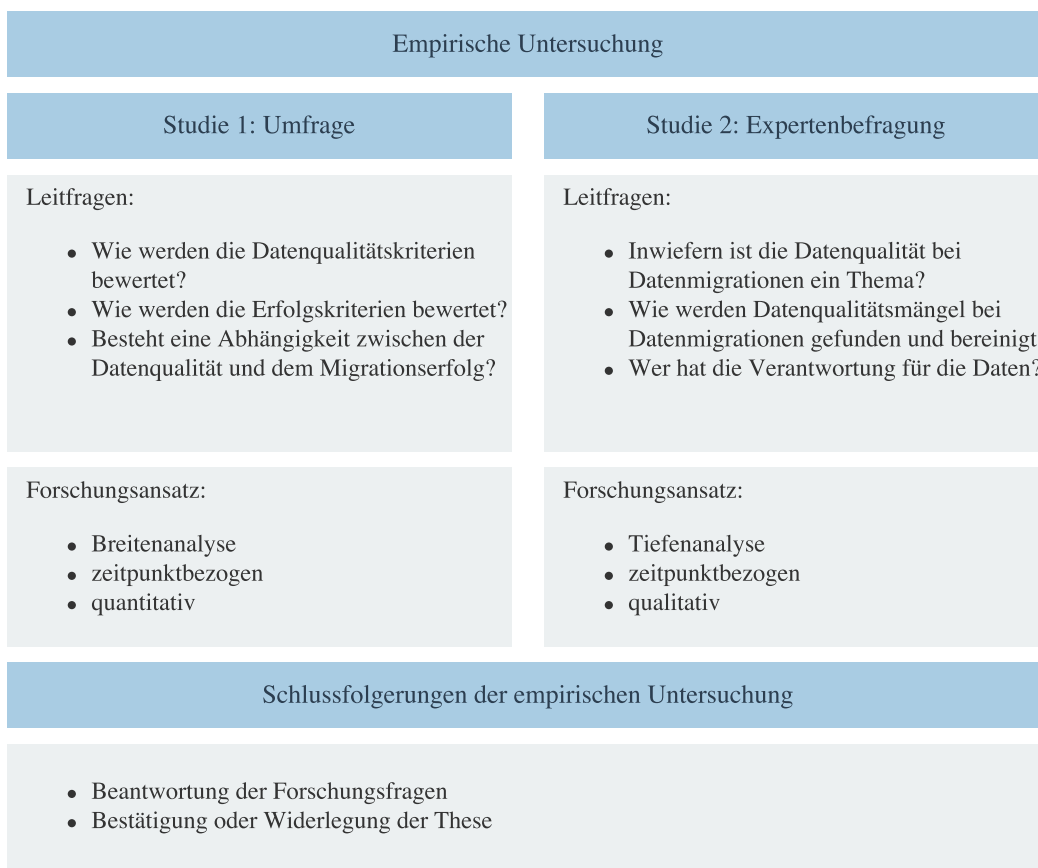 Empirische Untersuchung
Studie 1: Umfrage
Leitfragen:
• Wie werden die Datenqualitätskriterien
bewertet?
• Wie werden die Erfolgskriterien bewertet?
• Besteht eine Abhängigkeit zwischen der
Datenqualität und dem Migrationserfolg?
Forschungsansatz:
• Breitenanalyse
• zeitpunktbezogen
• quantitativ
Studie 2: Expertenbefragung
Leitfragen:
• Inwiefern ist die Datenqualität bei
Datenmigrationen ein Thema?
• Wie werden Datenqualitätsmängel bei
Datenmigrationen gefunden und bereinigt
• Wer hat die Verantwortung für die Daten?
Forschungsansatz:
• Tiefenanalyse
• zeitpunktbezogen
• qualitativ
Schlussfolgerungen der empirischen Untersuchung
• Beantwortung der Forschungsfragen
• Bestätigung oder Widerlegung der These